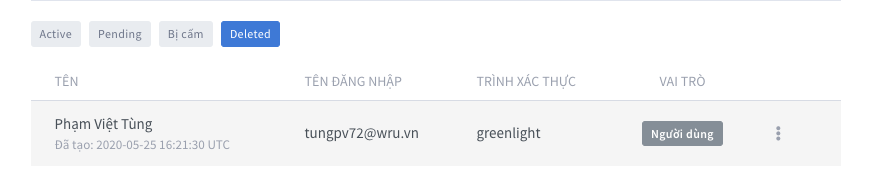 Active Pending Bị cấm Deleted
TÊN TÊN ĐĂNG NHẬP TRÌNH XÁC THỰC VAI TRÒ
Phạm Việt Tùng tungpv72@wru.vn greenlight Người dùng
Đã tạo: 2020-05-25 16:21:30 UTC